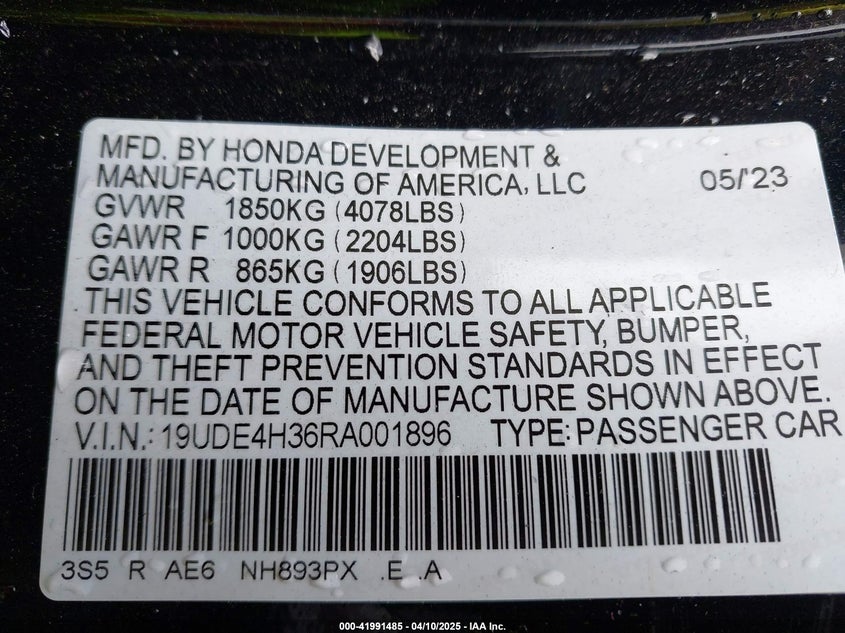 MFD. BY HONDA DEVELOPMENT &
MANUFACTURING OF AMERICA, LLC 05/'23
GVWR 1850KG (4078LBS)
GAWR F 1000KG (2204LBS)
GAWR R 865KG (1906LBS)
THIS VEHICLE CONFORMS TO ALL APPLICABLE
FEDERAL MOTOR VEHICLE SAFETY, BUMPER,
AND THEFT PREVENTION STANDARDS IN EFFECT
ON THE DATE OF MANUFACTURE SHOWN ABOVE.
V.I.N.: 19UDE4H36RA001896 TYPE: PASSENGER CAR
3S5 R AE6 NH893PX .E .A
000-41991485 - 04/10/2025 - IAA Inc.